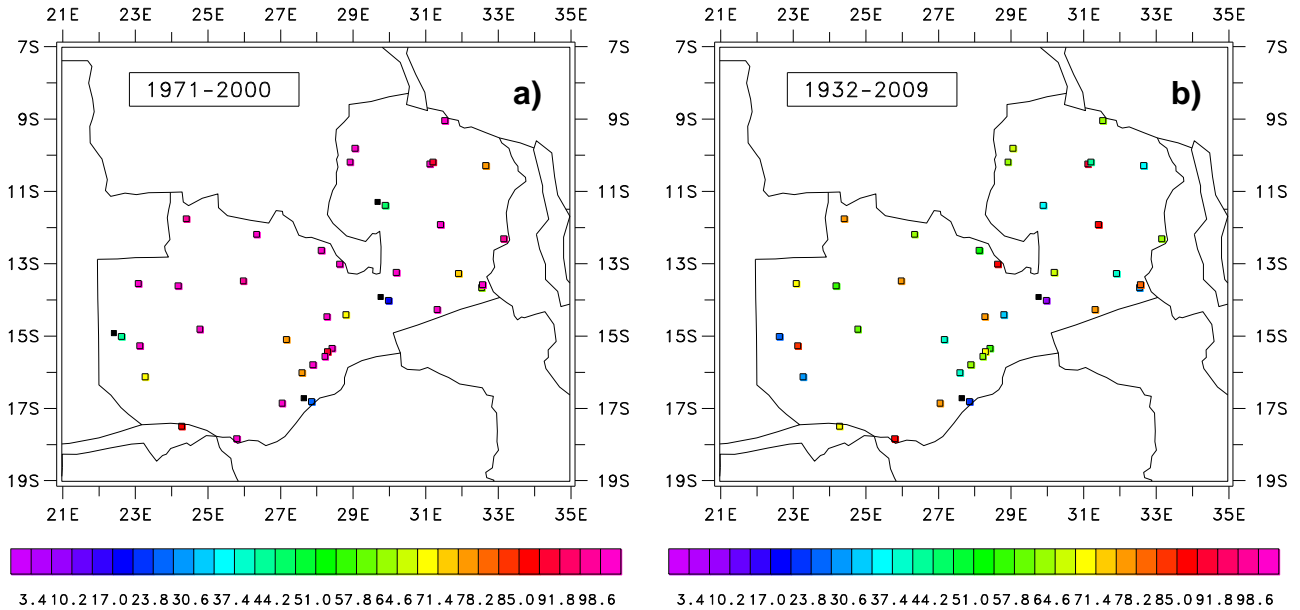 21E 23E 25E 27E 29E 31E 33E 35E 21E 23E 25E 27E 29E 31E 33E 35E
7S 7S 7S 7S
1971-2000 a) 1932-2009 b)
9S 9S 9S 9S
11S 11S 11S 11S
13S 13S 13S 13S
15S 15S 15S 15S
17S 17S 17S 17S
19S 19S 19S 19S
21E 23E 25E 27E 29E 31E 33E 35E 21E 23E 25E 27E 29E 31E 33E 35E
3.4 10.2 17.0 23.8 30.6 37.4 44.2 51.0 57.8 64.6 71.4 78.2 85.0 91.8 98.6 3.4 10.2 17.0 23.8 30.6 37.4 44.2 51.0 57.8 64.6 71.4 78.2 85.0 91.8 98.6